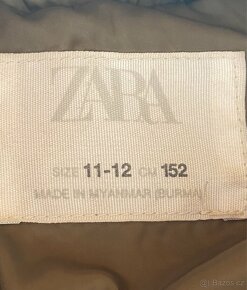 ZARA
SIZE 11-12 CM 152
MADE IN MYANMAR (BURMA)